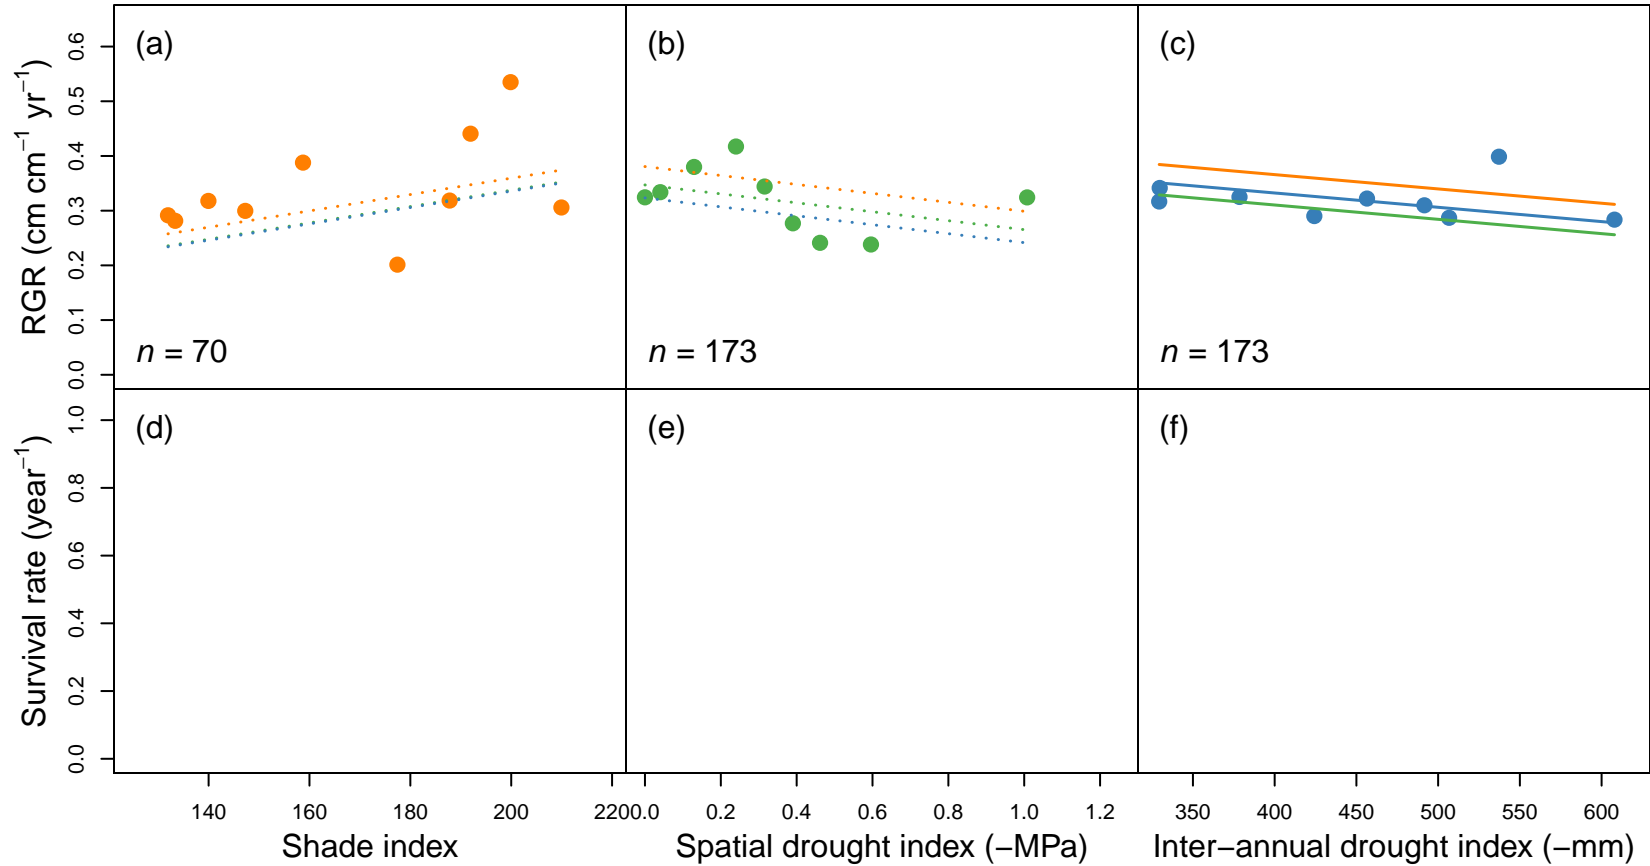 (a) (b) (c)
RGR (cm cm⁻¹ yr⁻¹)
0.6
0.5
0.4
0.3
0.2
0.1
0.0
n = 70 n = 173 n = 173
(d) (e) (f)
Survival rate (year⁻¹)
1.0
0.8
0.6
0.4
0.2
0.0
140 160 180 200 220 0.0 0.2 0.4 0.6 0.8 1.0 1.2 350 400 450 500 550 600
Shade index Spatial drought index (−MPa) Inter−annual drought index (−mm)